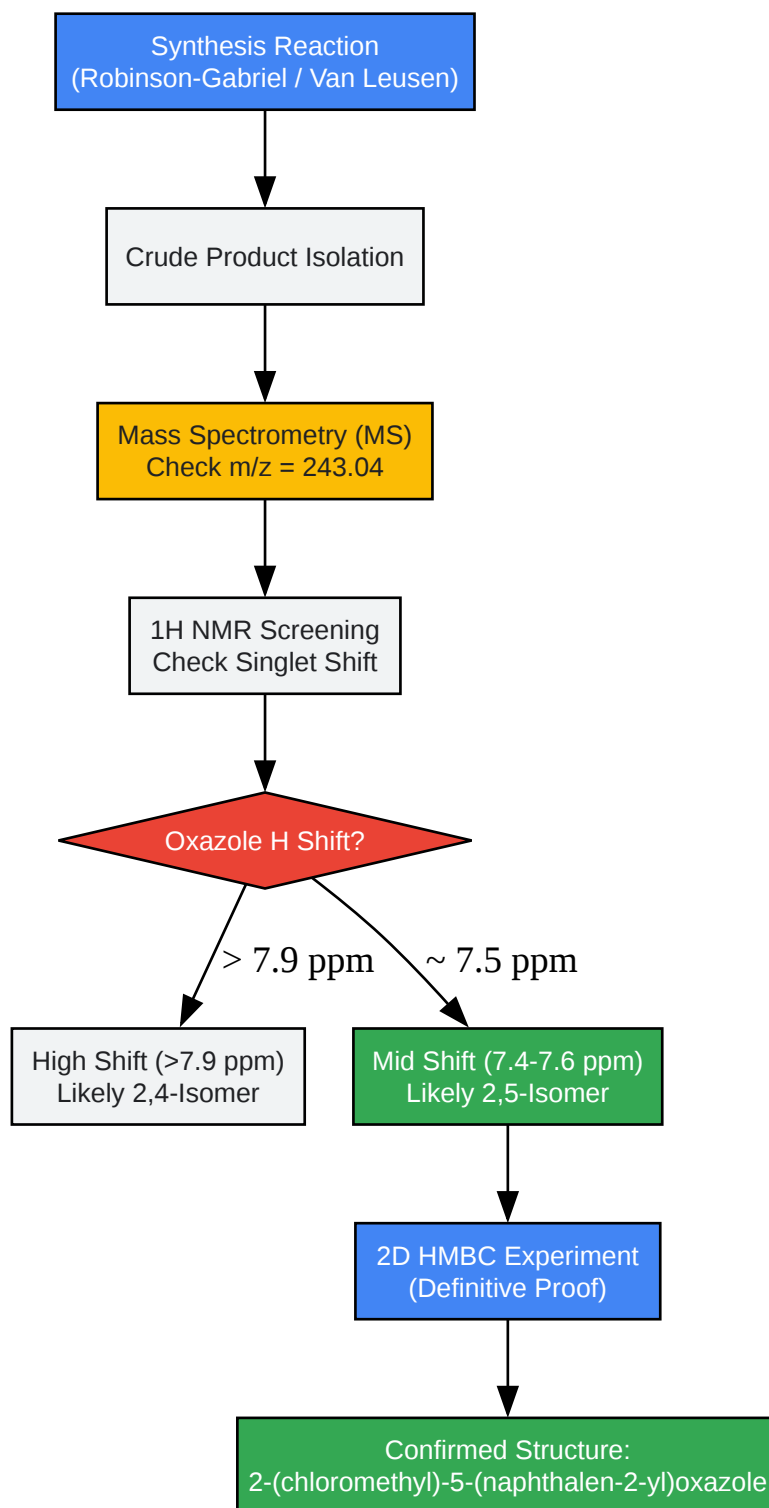 Synthesis Reaction
(Robinson-Gabriel / Van Leusen)
Crude Product Isolation
Mass Spectrometry (MS)
Check m/z = 243.04
1H NMR Screening
Check Singlet Shift
Oxazole H Shift?
> 7.9 ppm
~ 7.5 ppm
High Shift (>7.9 ppm)
Likely 2,4-Isomer
Mid Shift (7.4-7.6 ppm)
Likely 2,5-Isomer
2D HMBC Experiment
(Definitive Proof)
Confirmed Structure:
2-(chloromethyl)-5-(naphthalen-2-yl)oxazole